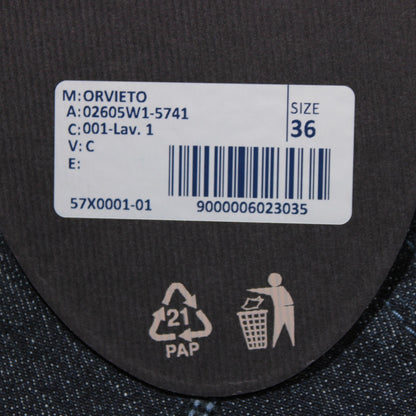 M: ORVIETO
A: 02605W1-5741
C: 001-Lav. 1
V: C
E:
SIZE
36
57X0001-01
9000006023035
21
PAP